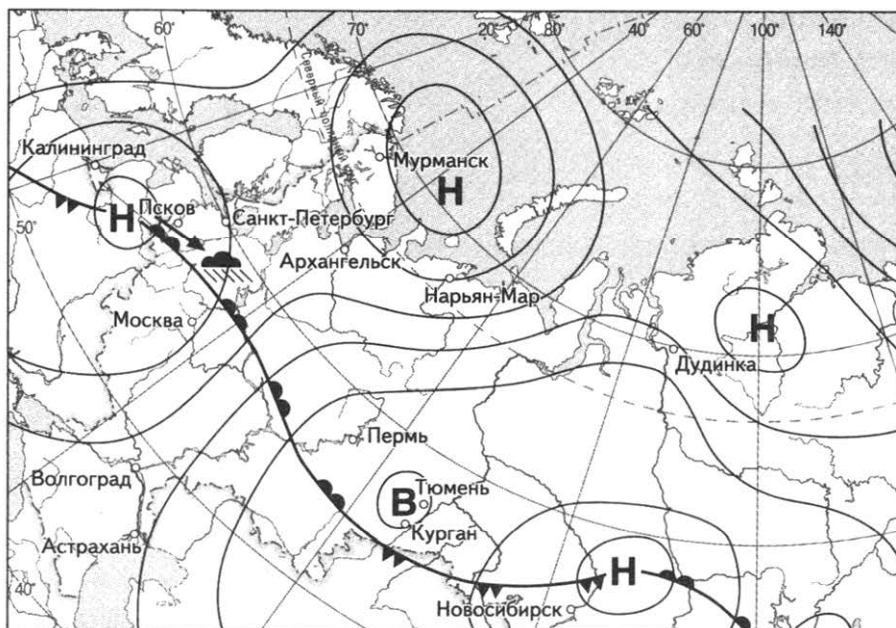 60°
70°
20°
80°
40°
60°
100°
140°
Северный полярный круг
Калининград
Мурманск
Н
Н
Псков
Санкт-Петербург
50°
Архангельск
Нарьян-Мар
Москва
Н
Дудинка
Пермь
Волгоград
В
Тюмень
Курган
Астрахань
Н
40°
Новосибирск